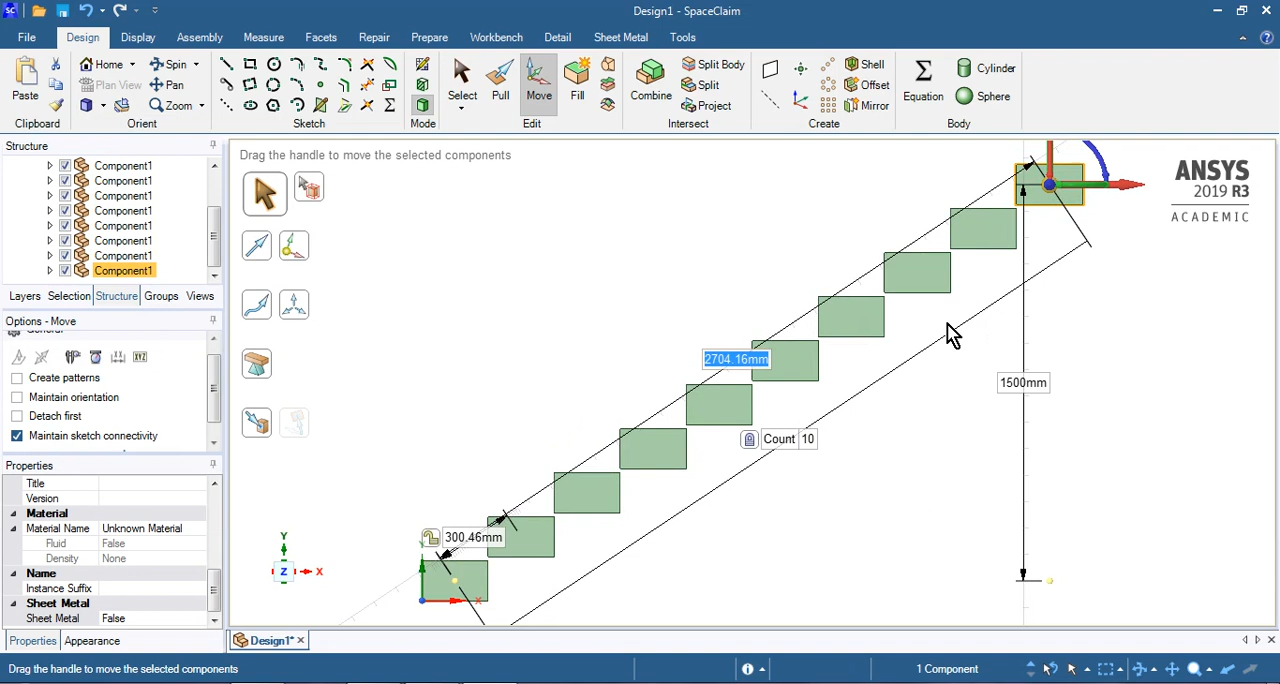 Design1 - SpaceClaim
File Design Display Assembly Measure Facets Repair Prepare Workbench Detail Sheet Metal Tools
Home Spin Split Body Shell Cylinder
Plan View Pan Split Offset
Paste Zoom Select Pull Move Fill Combine Project Mirror Equation Sphere
Clipboard Orient Sketch Mode Edit Intersect Create Body
Structure
Drag the handle to move the selected components
Component1
Component1
Component1
Component1
Component1
Component1
Component1
Component1
ANSYS
2019 R3
ACADEMIC
Layers Selection Structure Groups Views
Options - Move
General
Create patterns
Maintain orientation
Detach first
Maintain sketch connectivity
2704.16mm
1500mm
Count 10
300.46mm
Properties
Title
Version
Material
Material Name Unknown Material
Fluid False
Density None
Name
Instance Suffix
Sheet Metal
Sheet Metal False
Y
Z X
Y
X
Properties Appearance
Design1*
Drag the handle to move the selected components 1 Component